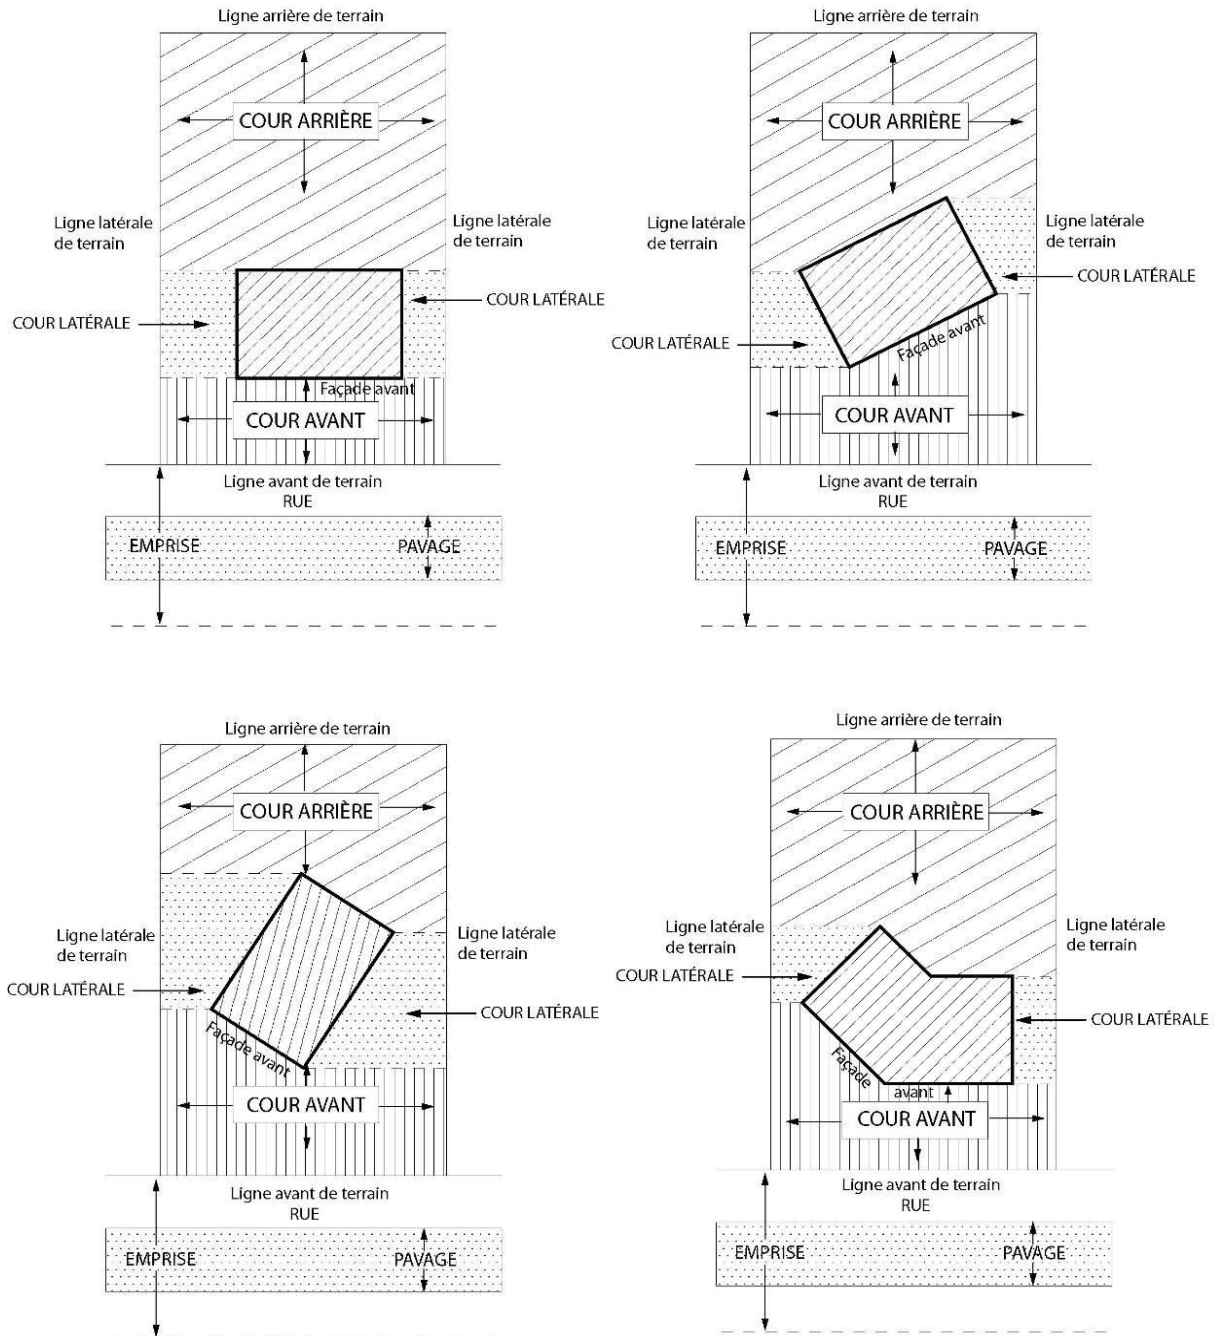 Ligne arrière de terrain
COUR ARRIÈRE
Ligne latérale
de terrain
Ligne latérale
de terrain
COUR LATÉRALE
COUR LATÉRALE
Façade avant
COUR AVANT
Ligne avant de terrain
RUE
EMPRISE
PAVAGE
Ligne arrière de terrain
COUR ARRIÈRE
Ligne latérale
de terrain
Ligne latérale
de terrain
COUR LATÉRALE
COUR LATÉRALE
Façade avant
COUR AVANT
Ligne avant de terrain
RUE
EMPRISE
PAVAGE
Ligne arrière de terrain
COUR ARRIÈRE
Ligne latérale
de terrain
Ligne latérale
de terrain
COUR LATÉRALE
COUR LATÉRALE
Façade avant
COUR AVANT
Ligne avant de terrain
RUE
EMPRISE
PAVAGE
Ligne arrière de terrain
COUR ARRIÈRE
Ligne latérale
de terrain
Ligne latérale
de terrain
COUR LATÉRALE
COUR LATÉRALE
Façade
avant
COUR AVANT
Ligne avant de terrain
RUE
EMPRISE
PAVAGE